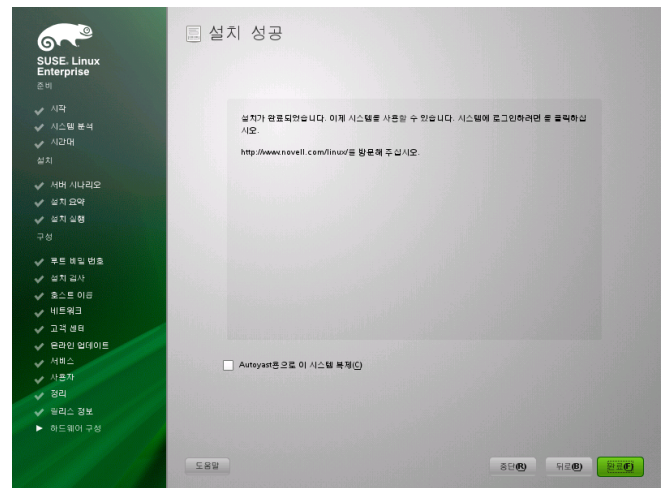 SUSE. Linux
Enterprise
준비
시작
시스템 분석
시간대
설치
서버 시나리오
설치 요약
설치 실행
구성
루트 비밀 번호
설치 검사
호스트 이름
네트워크
고객 센터
온라인 업데이트
서비스
사용자
정리
릴리스 정보
하드웨어 구성
설치 성공
설치가 완료되었습니다. 이제 시스템를 사용할 수 있습니다. 시스템에 로그인하려면 를 클릭하십
시오.
http://www.novell.com/linux/를 방문해 주십시오.
Autoyast용으로 이 시스템 복제(C)
도움말
중단(R)
뒤로(B)
완료(F)